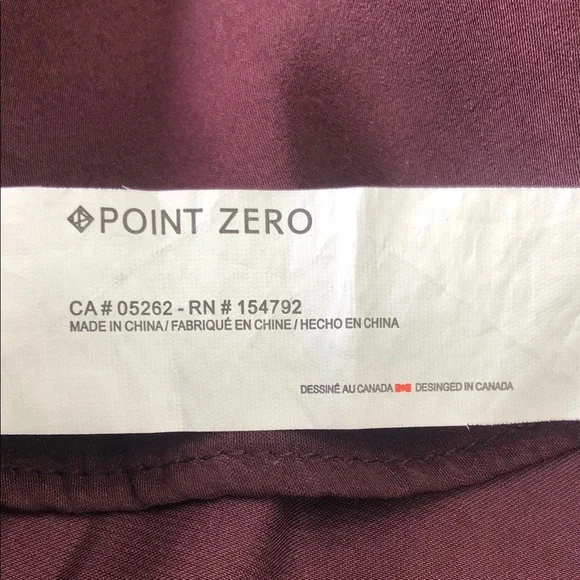 POINT ZERO
CA # 05262 - RN # 154792
MADE IN CHINA / FABRIQUÉ EN CHINE / HECHO EN CHINA
DESSINÉ AU CANADA DESINGED IN CANADA